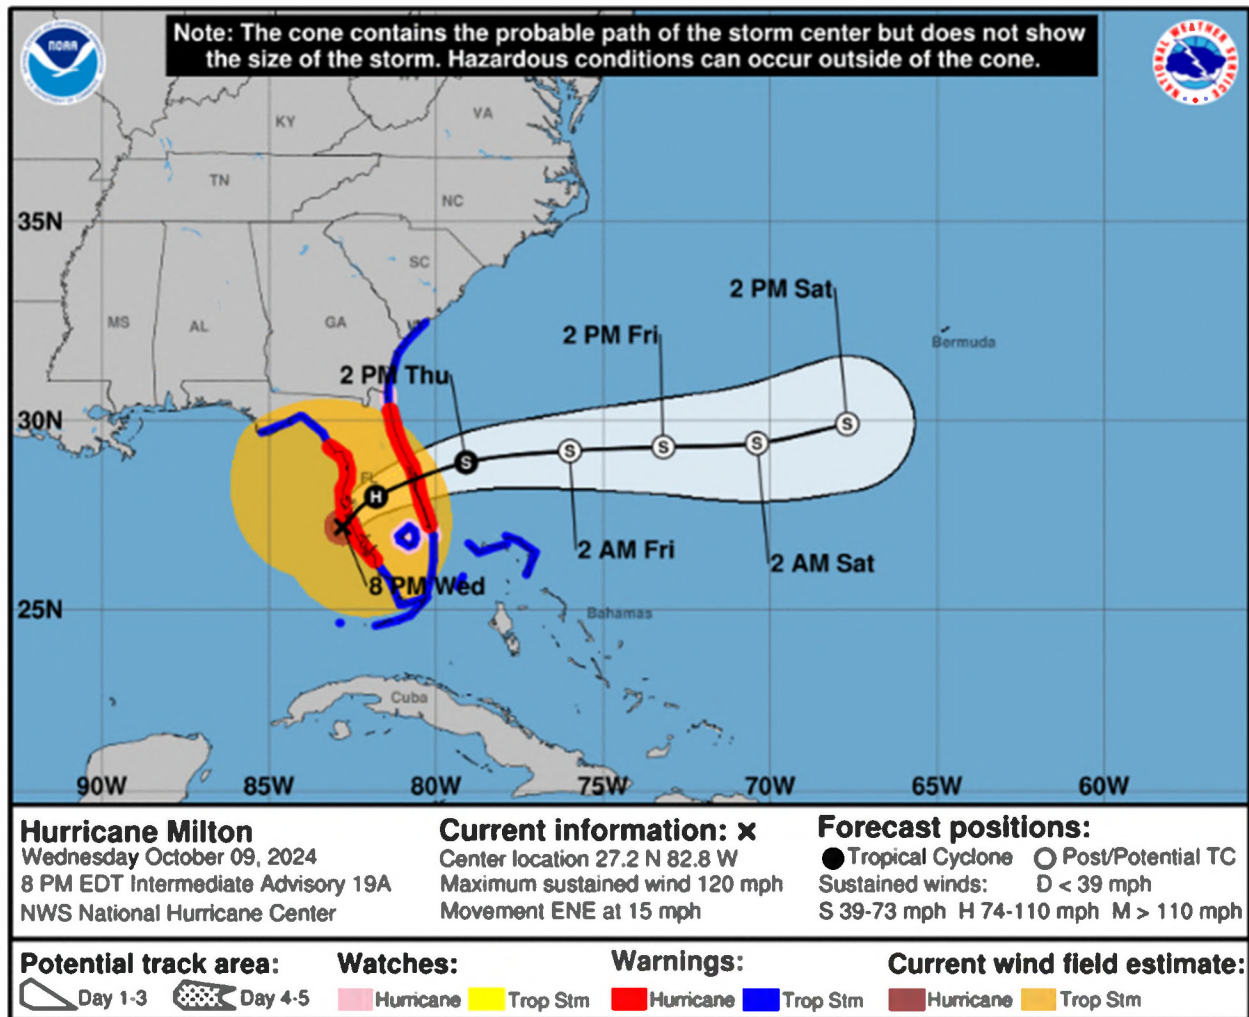 Note: The cone contains the probable path of the storm center but does not show
the size of the storm. Hazardous conditions can occur outside of the cone.
NOAA
NATIONAL WEATHER SERVICE
KY
VA
TN
NC
35N
SC
2 PM Sat
MS
AL
GA
2 PM Fri
Bermuda
2 PM Thu
30N
S
S
S
S
S
FL
H
2 AM Fri
2 AM Sat
8 PM Wed
25N
Bahamas
Cuba
90W 85W 80W 75W 70W 65W 60W
Hurricane Milton
Wednesday October 09, 2024
8 PM EDT Intermediate Advisory 19A
NWS National Hurricane Center
Current information: x
Center location 27.2 N 82.8 W
Maximum sustained wind 120 mph
Movement ENE at 15 mph
Forecast positions:
Tropical Cyclone Post/Potential TC
Sustained winds: D < 39 mph
S 39-73 mph H 74-110 mph M > 110 mph
Potential track area:
Day 1-3 Day 4-5
Watches:
Hurricane Trop Stm
Warnings:
Hurricane Trop Stm
Current wind field estimate:
Hurricane Trop Stm